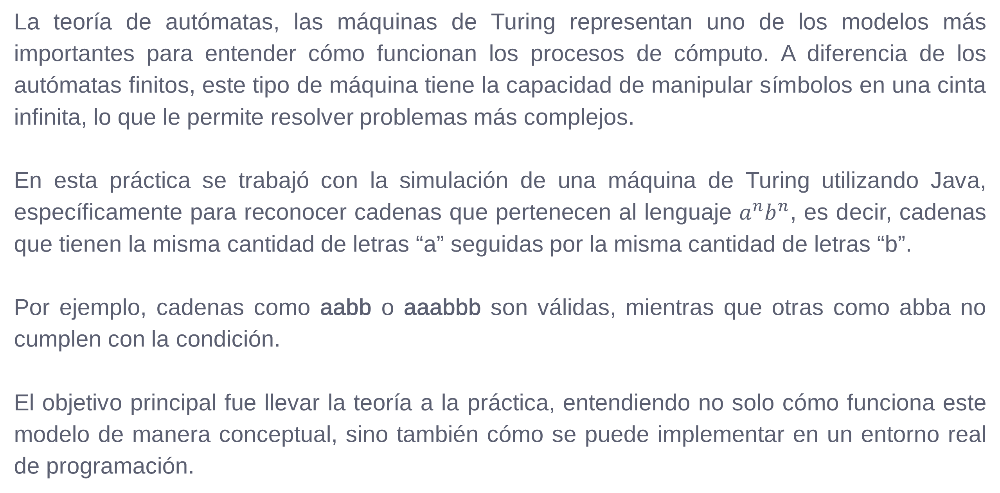 La teoría de autómatas, las máquinas de Turing representan uno de los modelos más
importantes para entender cómo funcionan los procesos de cómputo. A diferencia de los
autómatas finitos, este tipo de máquina tiene la capacidad de manipular símbolos en una cinta
infinita, lo que le permite resolver problemas más complejos.
En esta práctica se trabajó con la simulación de una máquina de Turing utilizando Java,
específicamente para reconocer cadenas que pertenecen al lenguaje aⁿbⁿ, es decir, cadenas
que tienen la misma cantidad de letras “a” seguidas por la misma cantidad de letras “b”.
Por ejemplo, cadenas como aabb o aaabbb son válidas, mientras que otras como abba no
cumplen con la condición.
El objetivo principal fue llevar la teoría a la práctica, entendiendo no solo cómo funciona este
modelo de manera conceptual, sino también cómo se puede implementar en un entorno real
de programación.